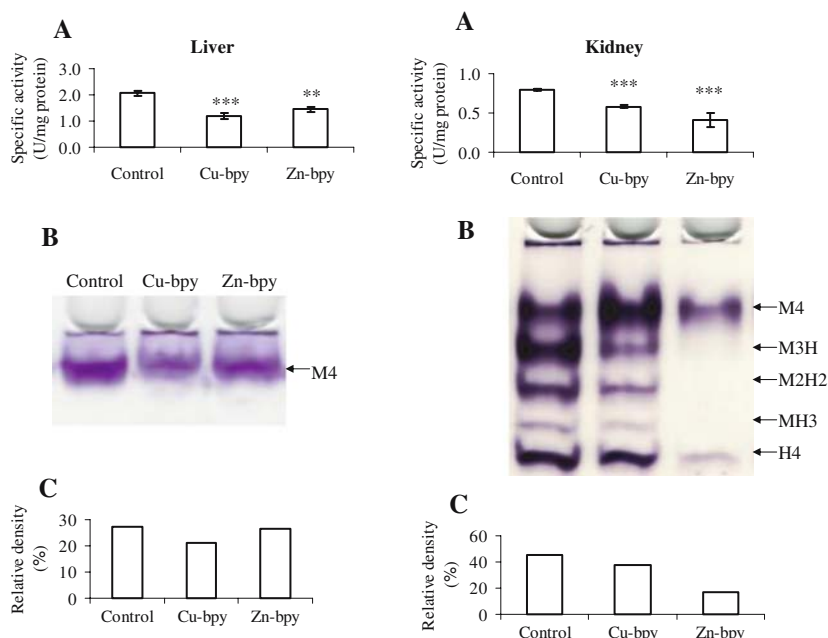 A
Liver
Specific activity
(U/mg protein)
3.0
2.0
1.0
0.0
***
**
Control Cu-bpy Zn-bpy
B
Control Cu-bpy Zn-bpy
M4
C
Relative density
(%)
30
20
10
0
Control Cu-bpy Zn-bpy
A
Kidney
Specific activity
(U/mg protein)
1.0
0.5
0.0
***
***
Control Cu-bpy Zn-bpy
B
M4
M3H
M2H2
MH3
H4
C
Relative density
(%)
60
40
20
0
Control Cu-bpy Zn-bpy